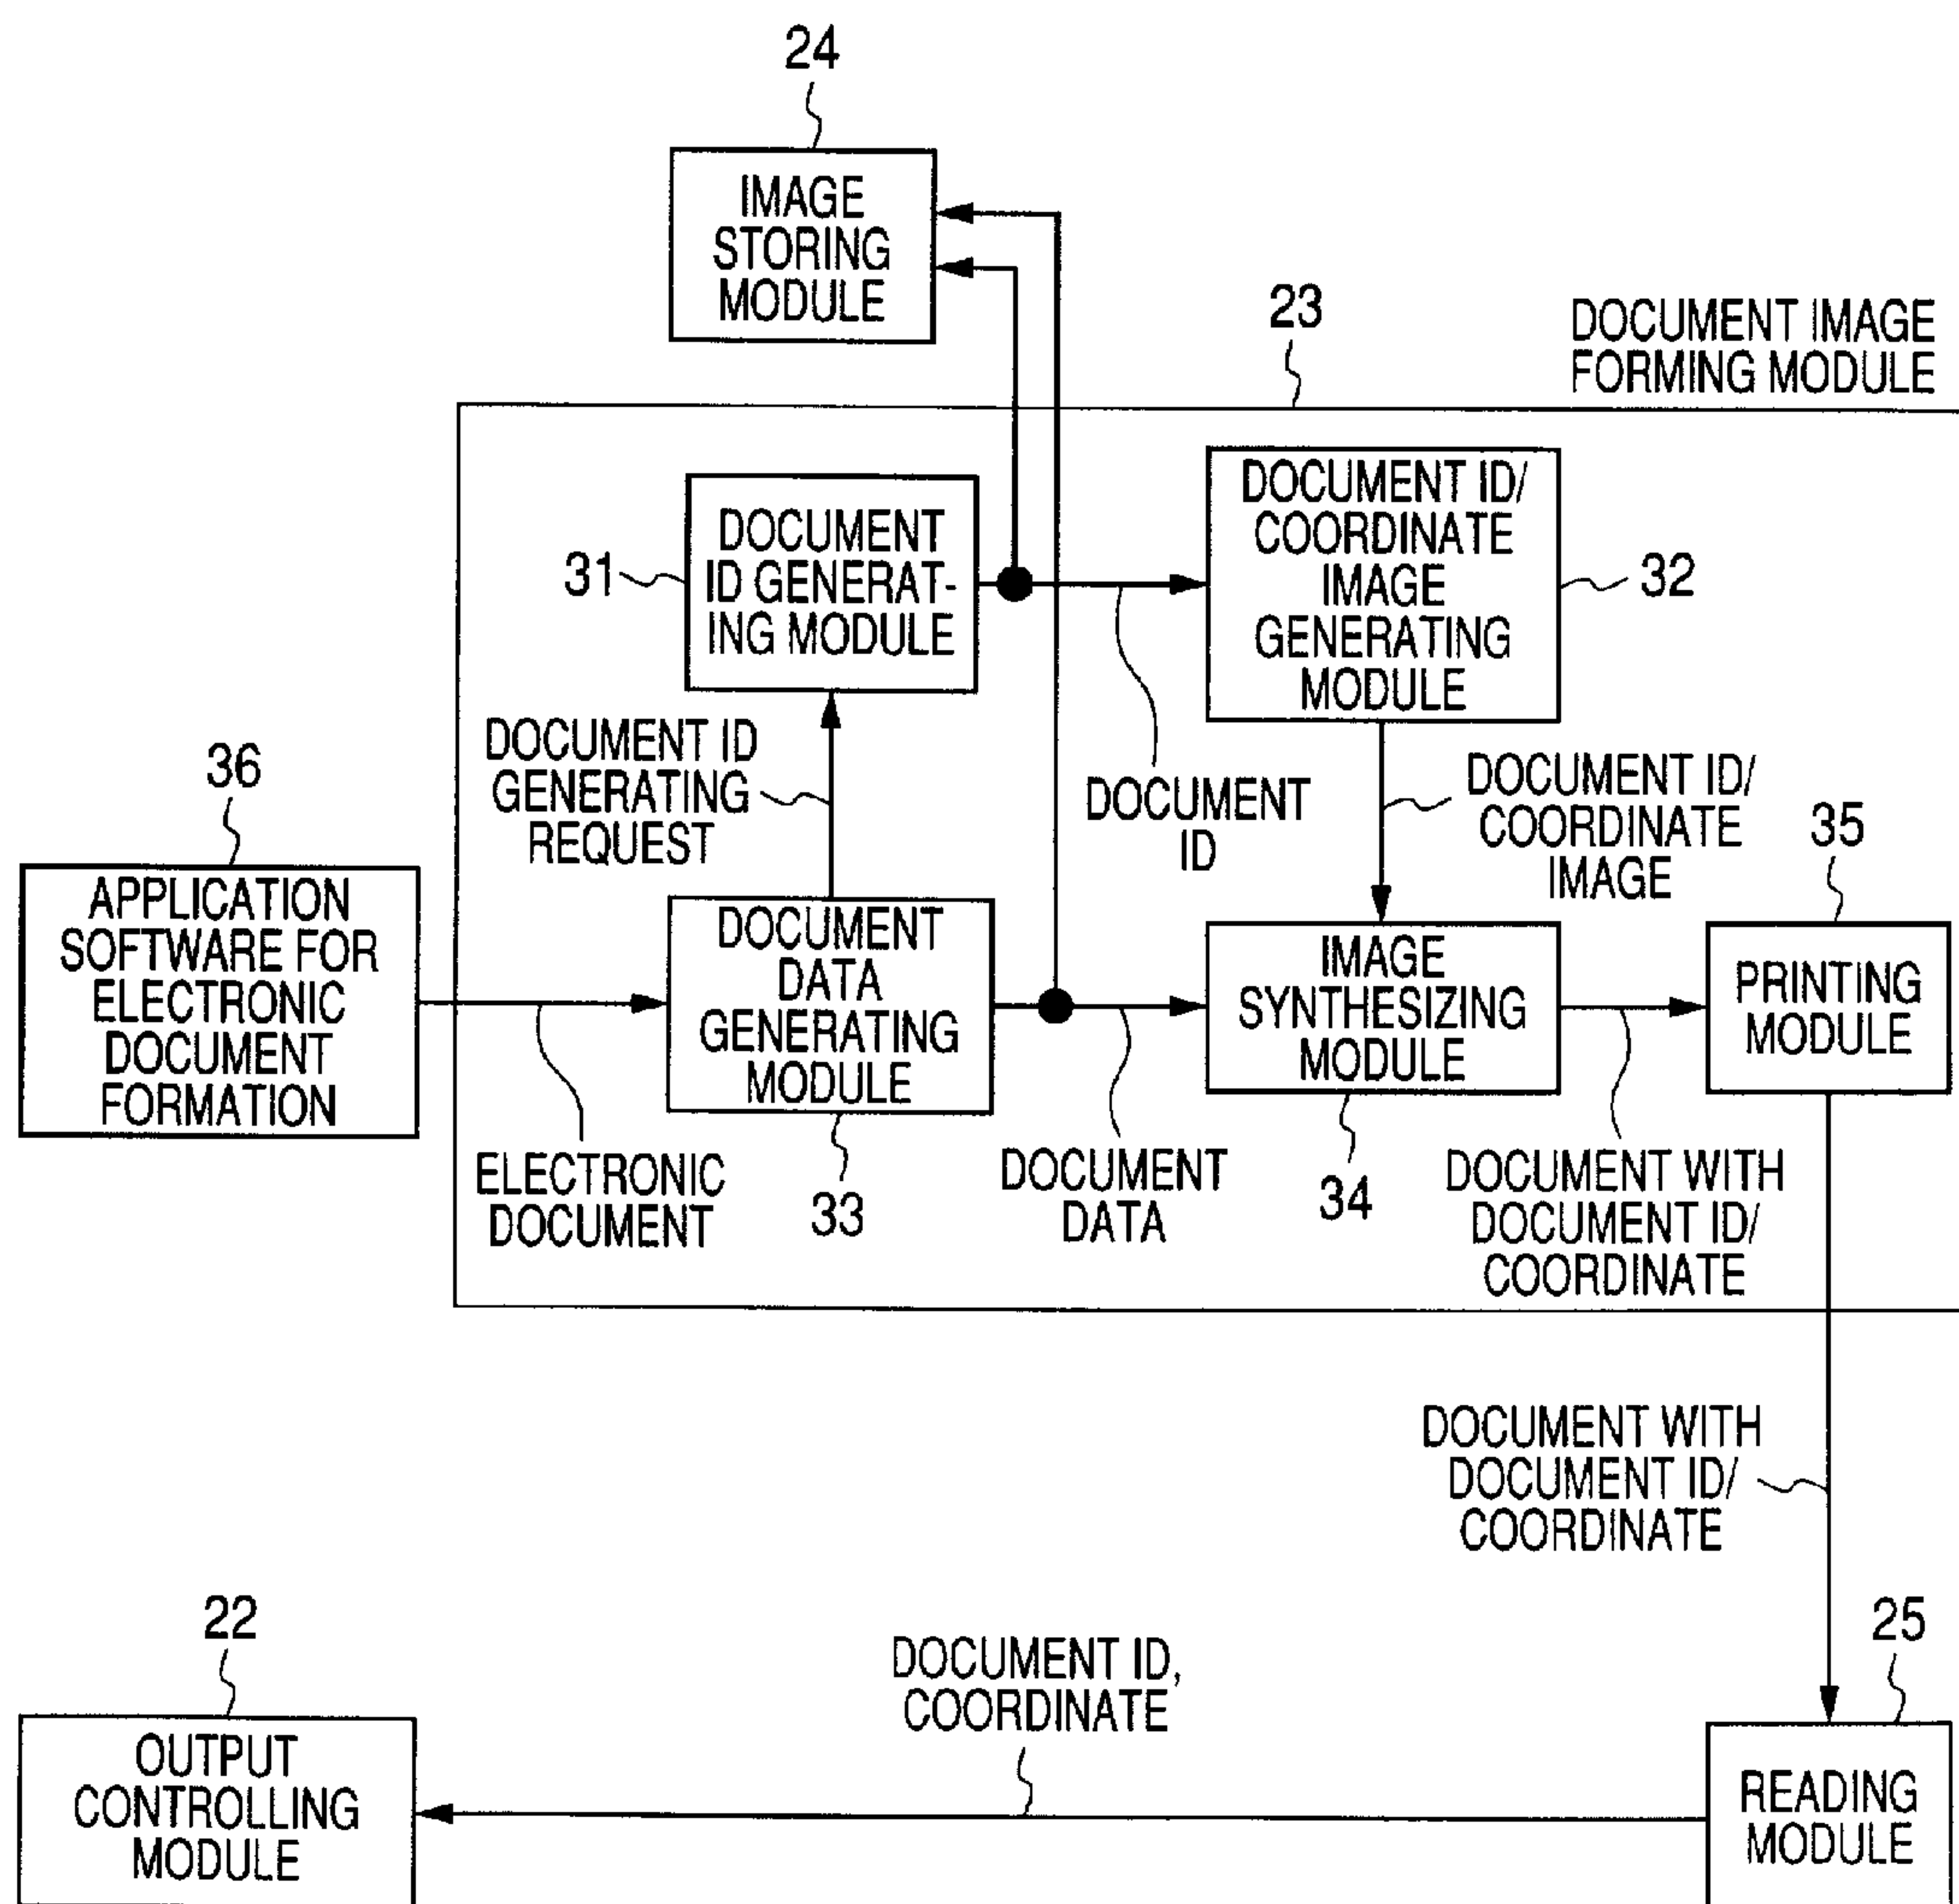 24
IMAGE
STORING
MODULE
23
DOCUMENT IMAGE
FORMING MODULE
31
DOCUMENT
ID GENERAT-
ING MODULE
DOCUMENT ID/
COORDINATE
IMAGE
GENERATING
MODULE
32
DOCUMENT ID
GENERATING
REQUEST
DOCUMENT
ID
DOCUMENT ID/
COORDINATE
IMAGE
36
APPLICATION
SOFTWARE FOR
ELECTRONIC
DOCUMENT
FORMATION
DOCUMENT
DATA
GENERATING
MODULE
33
IMAGE
SYNTHESIZING
MODULE
34
35
PRINTING
MODULE
ELECTRONIC
DOCUMENT
DOCUMENT
DATA
DOCUMENT WITH
DOCUMENT ID/
COORDINATE
DOCUMENT WITH
DOCUMENT ID/
COORDINATE
22
OUTPUT
CONTROLLING
MODULE
DOCUMENT ID,
COORDINATE
25
READING
MODULE